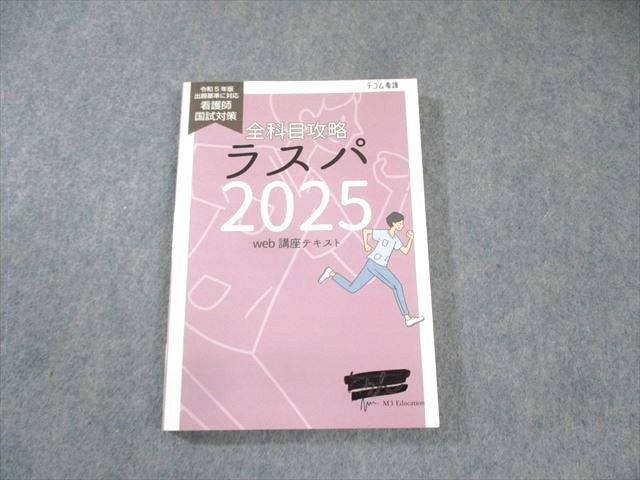 テコム看護
令和5年版
出題基準に対応
看護師
国試対策
全科目攻略
ラスパ
2025
web 講座テキスト
M3 Education